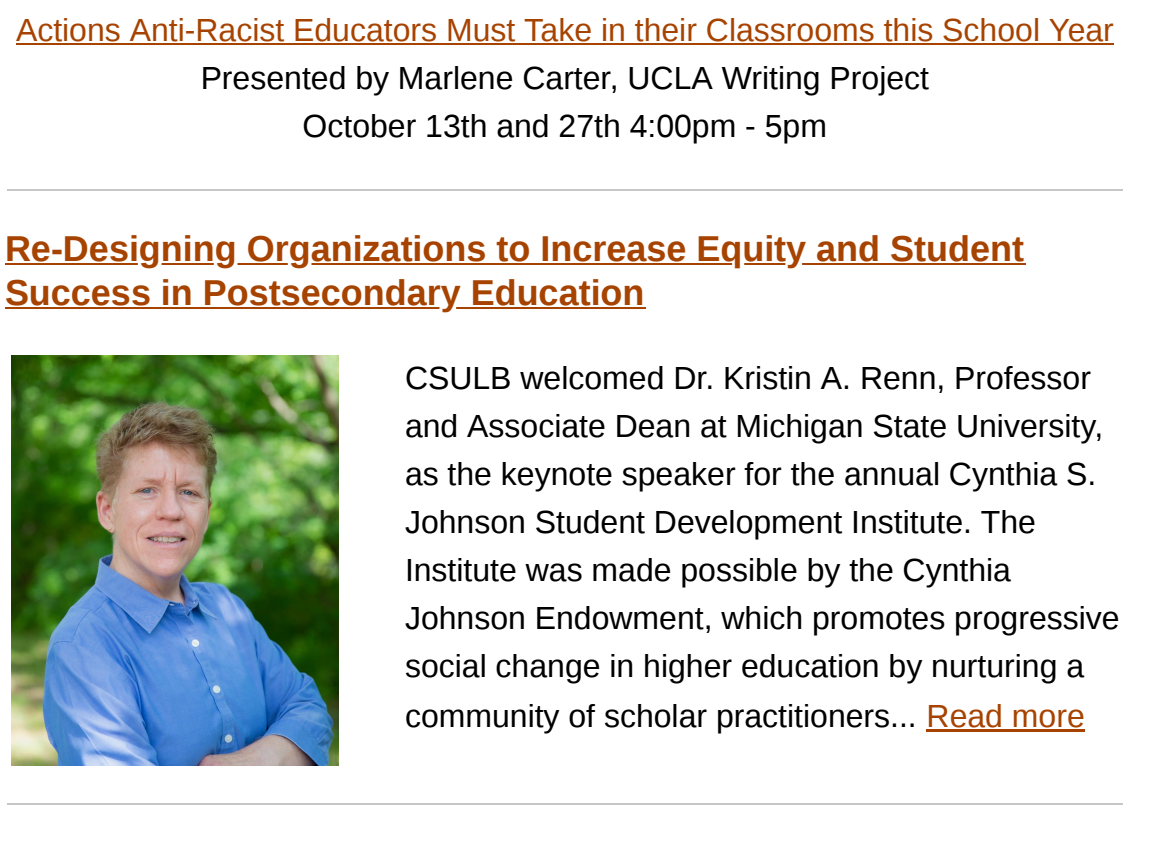 Actions Anti-Racist Educators Must Take in their Classrooms this School Year
Presented by Marlene Carter, UCLA Writing Project
October 13th and 27th 4:00pm - 5pm
Re-Designing Organizations to Increase Equity and Student
Success in Postsecondary Education
CSULB welcomed Dr. Kristin A. Renn, Professor
and Associate Dean at Michigan State University,
as the keynote speaker for the annual Cynthia S.
Johnson Student Development Institute. The
Institute was made possible by the Cynthia
Johnson Endowment, which promotes progressive
social change in higher education by nurturing a
community of scholar practitioners... Read more